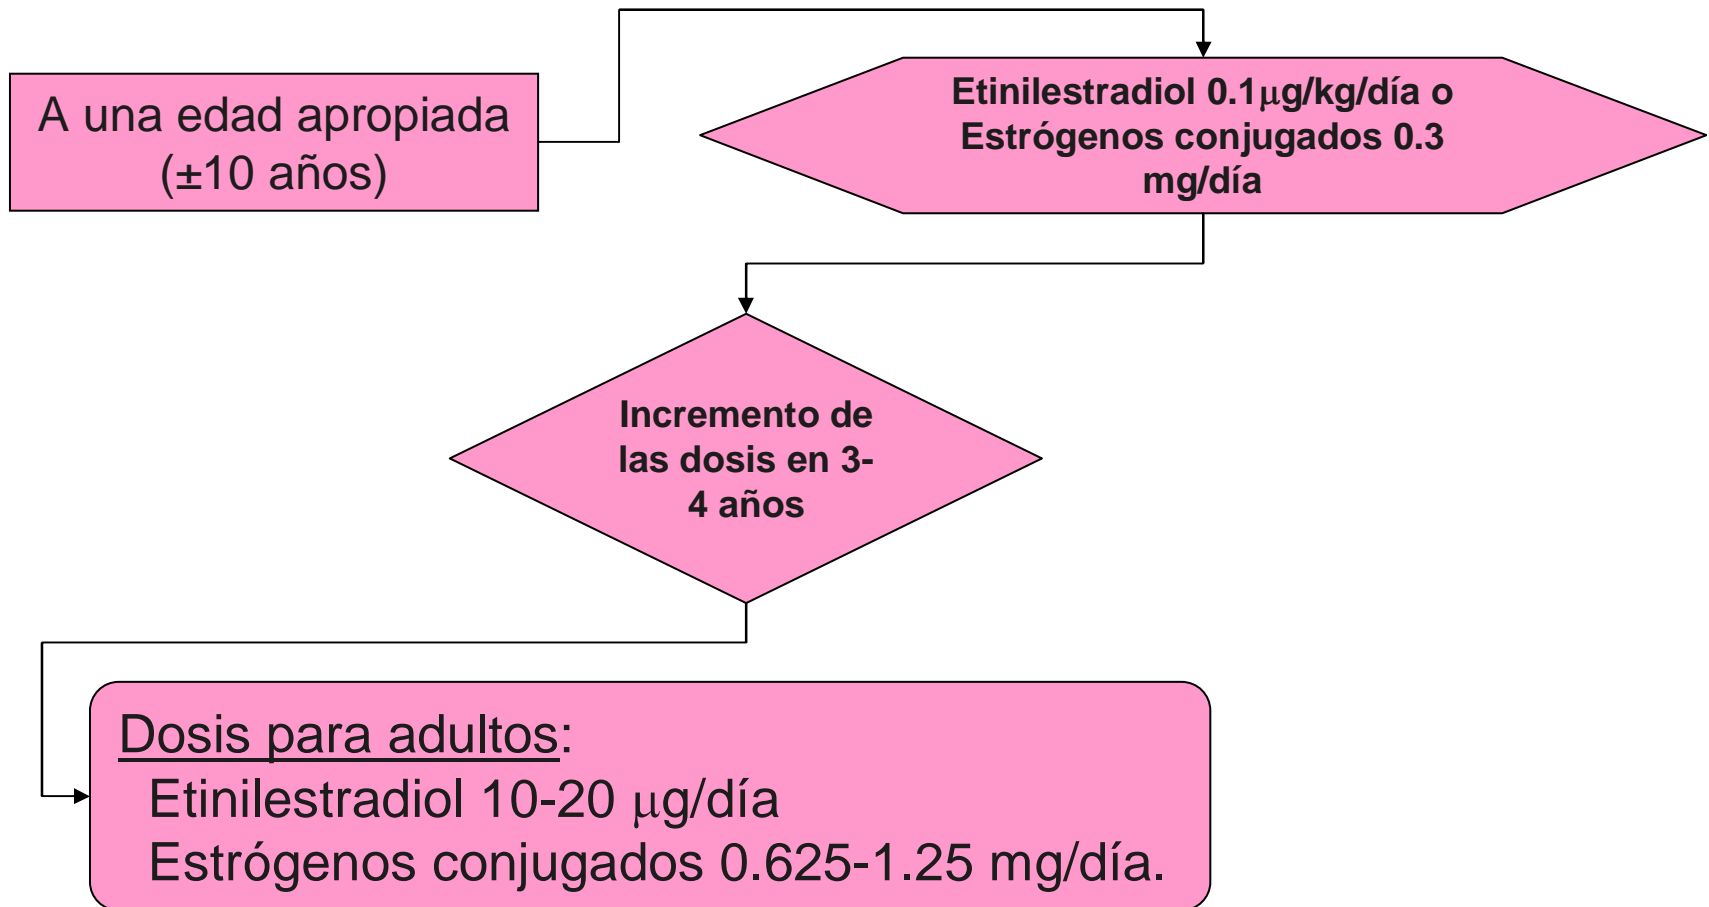 A una edad apropiada
(±10 años)
Etinilestradiol 0.1μg/kg/día o
Estrógenos conjugados 0.3
mg/día
Incremento de
las dosis en 3-
4 años
Dosis para adultos:
Etinilestradiol 10-20 μg/día
Estrógenos conjugados 0.625-1.25 mg/día.